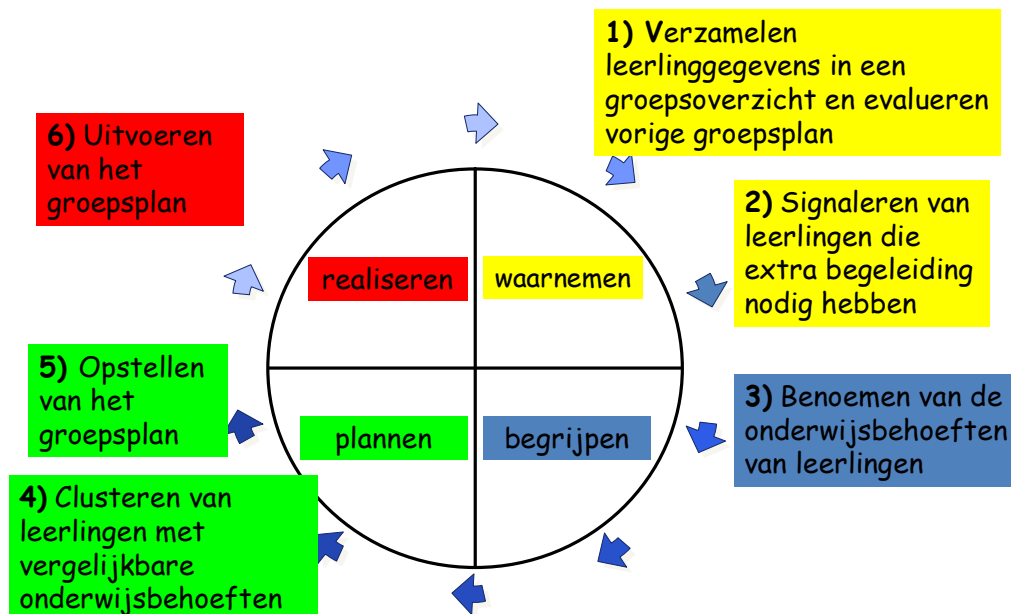 1) Verzamelen
leerlinggegevens in een
groepsoverzicht en evalueren
vorige groepsplan
2) Signaleren van
leerlingen die
extra begeleiding
nodig hebben
3) Benoemen van de
onderwijsbehoeften
van leerlingen
4) Clusteren van
leerlingen met
vergelijkbare
onderwijsbehoeften
5) Opstellen
van het
groepsplan
6) Uitvoeren
van het
groepsplan
realiseren
waarnemen
plannen
begrijpen